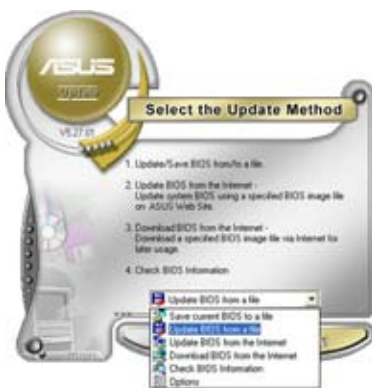 ASUS
Update
V5.27.01
Select the Update Method
1. Update/Save BIOS from/to a file.
2. Update BIOS from the Internet -
Update system BIOS using a specified BIOS image file
on ASUS Web Site.
3. Download BIOS from the Internet -
Download a specified BIOS image file via Internet for
later usage.
4. Check BIOS Information
Update BIOS from a file
Save current BIOS to a file
Update BIOS from a file
Update BIOS from the Internet
Download BIOS from the Internet
Check BIOS Information
Options